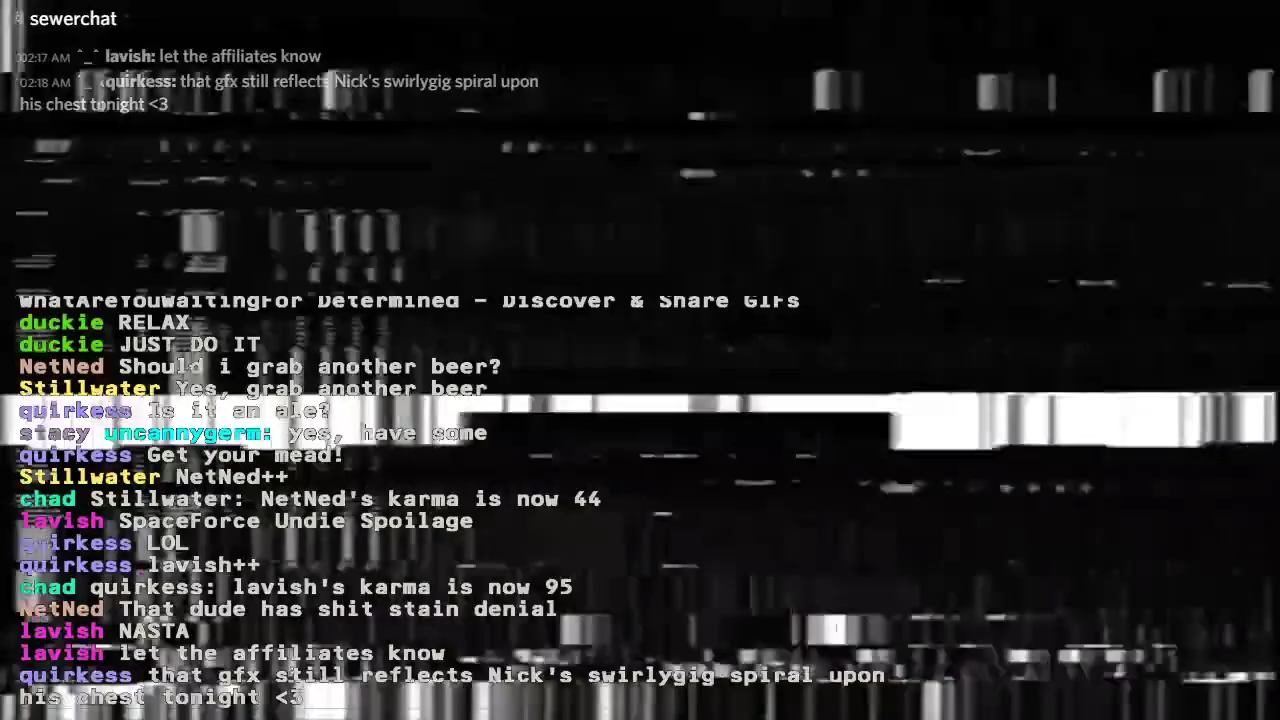 # sewerchat
02:17 AM ^_^ lavish: let the affiliates know
02:18 AM ^_^ quirkess: that gfx still reflects Nick's swirlygig spiral upon
his chest tonight <3
WhatAreYouWaitingFor Determined - Discover & Share GIFs
duckie RELAX
duckie JUST DO IT
NetNed Should i grab another beer?
Stillwater Yes, grab another beer
quirkess Is it an ale?
stacy uncannygerm: yes, have some
quirkess Get your mead!
Stillwater NetNed++
chad Stillwater: NetNed's karma is now 44
lavish SpaceForce Undie Spoilage
quirkess LOL
quirkess lavish++
chad quirkess: lavish's karma is now 95
NetNed That dude has shit stain denial
lavish NASTA
lavish let the affiliates know
quirkess that gfx still reflects Nick's swirlygig spiral upon
his chest tonight <3